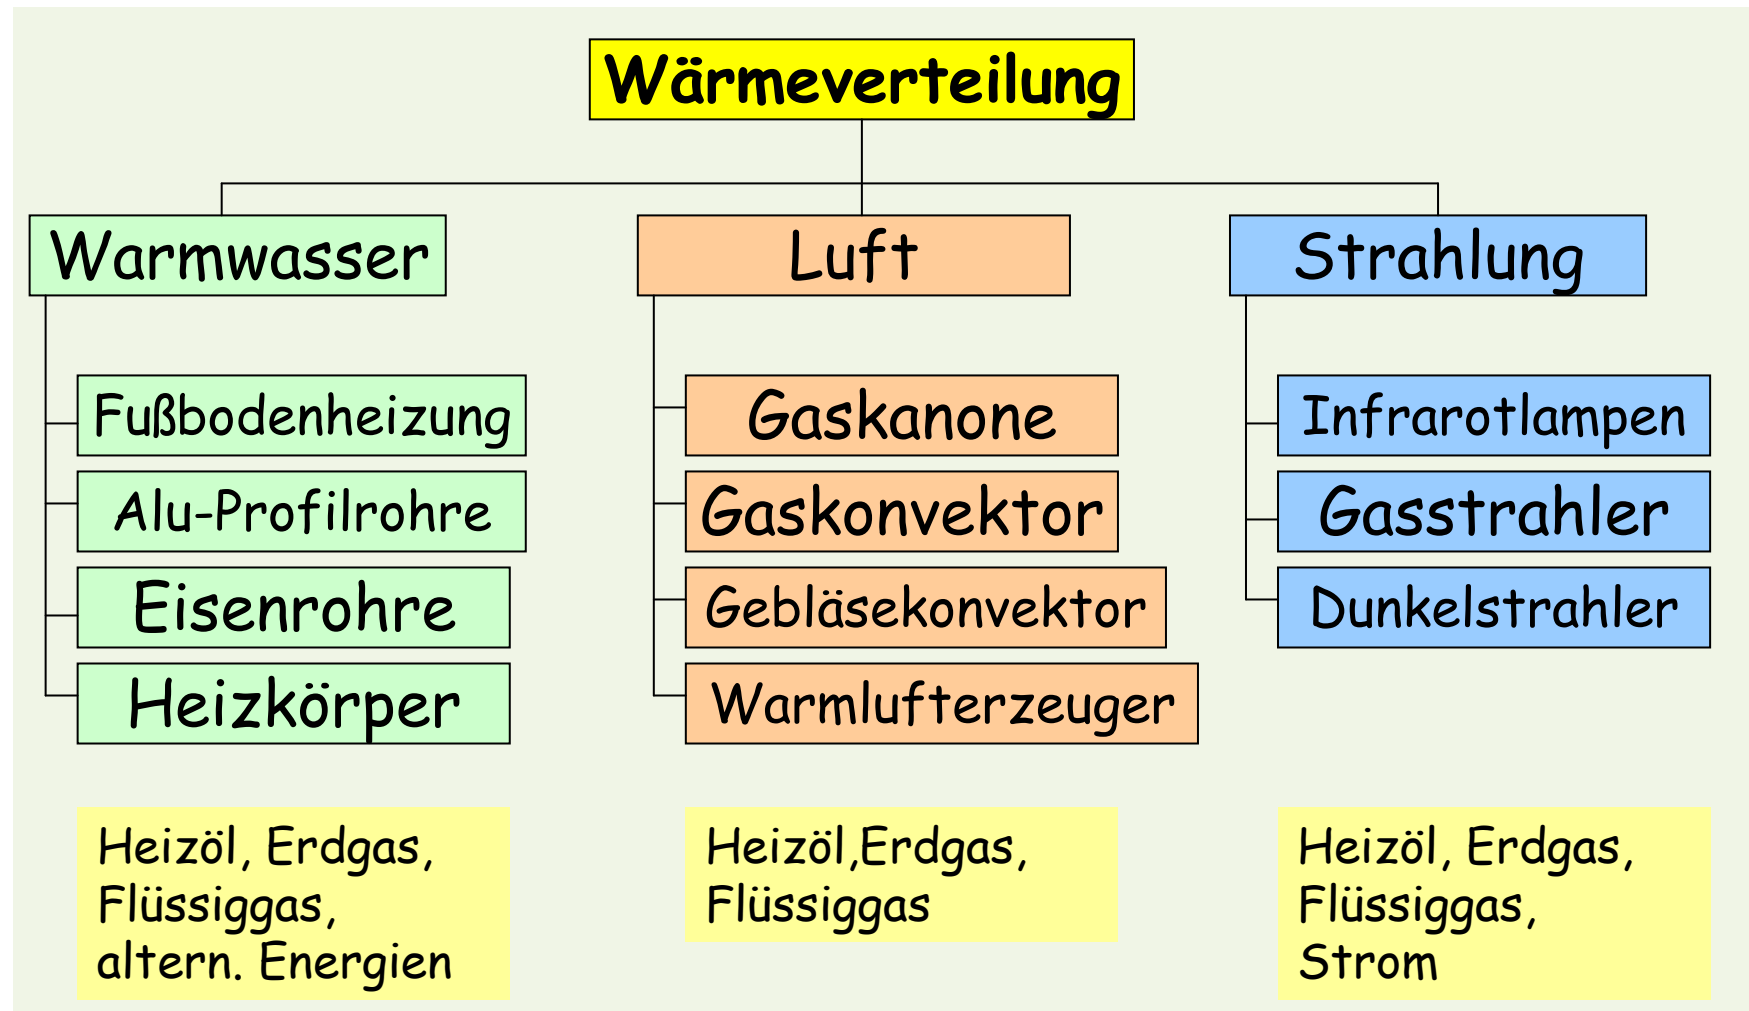 Wärmeverteilung
Warmwasser
Fußbodenheizung
Alu-Profilrohre
Eisenrohre
Heizkörper
Heizöl, Erdgas,
Flüssiggas,
altern. Energien
Luft
Gaskanone
Gaskonvektor
Gebläsekonvektor
Warmlufterzeuger
Heizöl,Erdgas,
Flüssiggas
Strahlung
Infrarotlampen
Gasstrahler
Dunkelstrahler
Heizöl, Erdgas,
Flüssiggas,
Strom